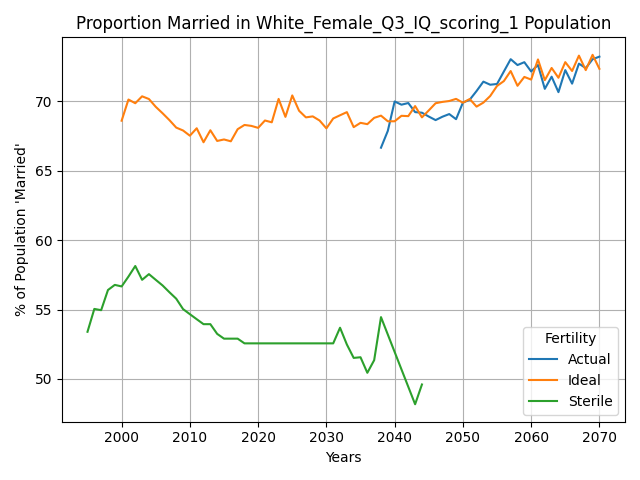 Proportion Married in White_Female_Q3_IQ_scoring_1 Population
% of Population 'Married'
70
65
60
55
50
2000
2010
2020
2030
2040
2050
2060
2070
Years
Fertility
Actual
Ideal
Sterile